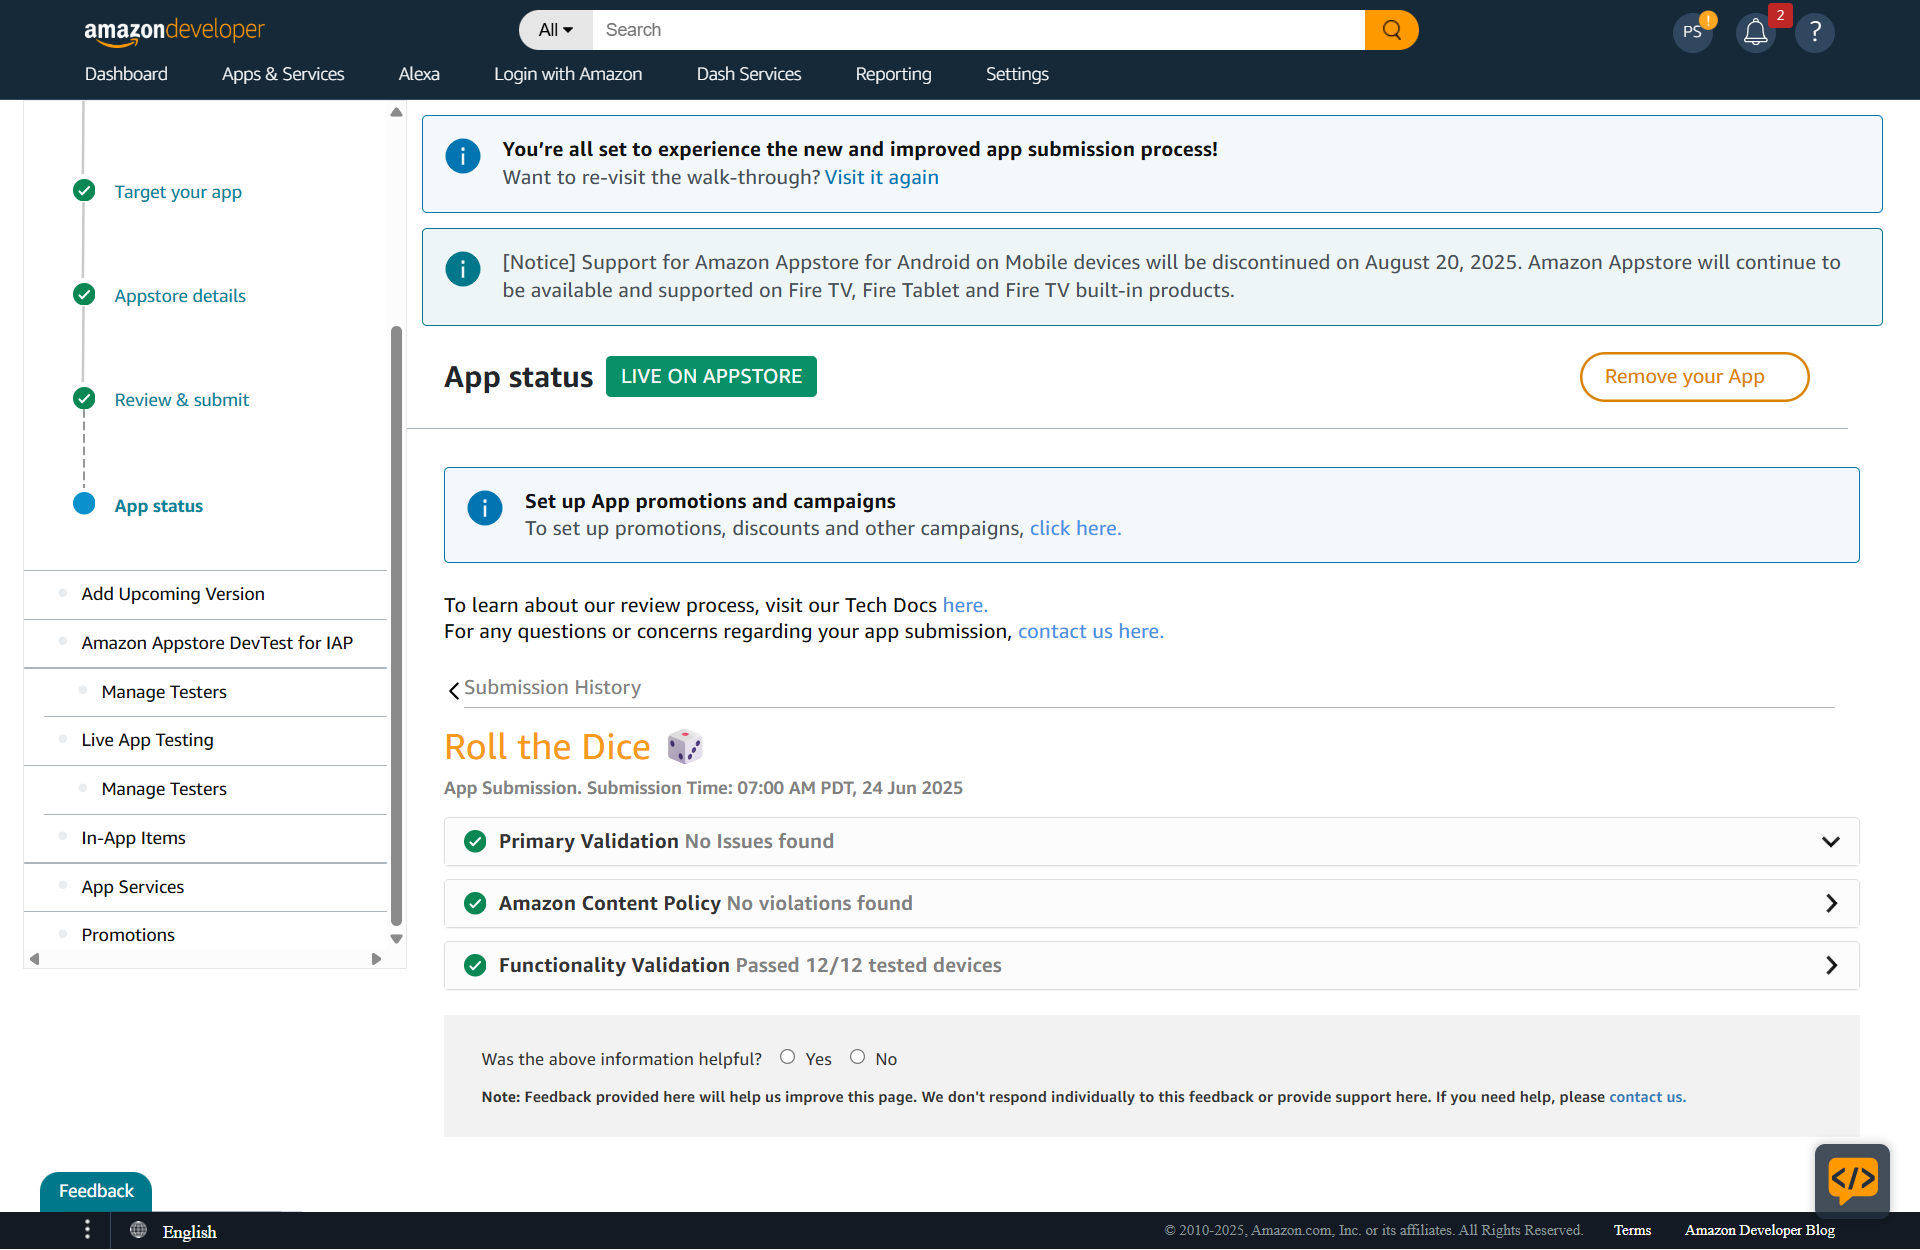 amazondeveloper
All
Search
PS
!
2
?
Dashboard
Apps & Services
Alexa
Login with Amazon
Dash Services
Reporting
Settings
Target your app
Appstore details
Review & submit
App status
Add Upcoming Version
Amazon Appstore DevTest for IAP
Manage Testers
Live App Testing
Manage Testers
In-App Items
App Services
Promotions
You’re all set to experience the new and improved app submission process!
Want to re-visit the walk-through? Visit it again
[Notice] Support for Amazon Appstore for Android on Mobile devices will be discontinued on August 20, 2025. Amazon Appstore will continue to
be available and supported on Fire TV, Fire Tablet and Fire TV built-in products.
App status
LIVE ON APPSTORE
Remove your App
Set up App promotions and campaigns
To set up promotions, discounts and other campaigns, click here.
To learn about our review process, visit our Tech Docs here.
For any questions or concerns regarding your app submission, contact us here.
Submission History
Roll the Dice
App Submission. Submission Time: 07:00 AM PDT, 24 Jun 2025
Primary Validation No Issues found
Amazon Content Policy No violations found
Functionality Validation Passed 12/12 tested devices
Was the above information helpful? Yes No
Note: Feedback provided here will help us improve this page. We don't respond individually to this feedback or provide support here. If you need help, please contact us.
</>
Feedback
English
© 2010-2025, Amazon.com, Inc. or its affiliates. All Rights Reserved.
Terms
Amazon Developer Blog